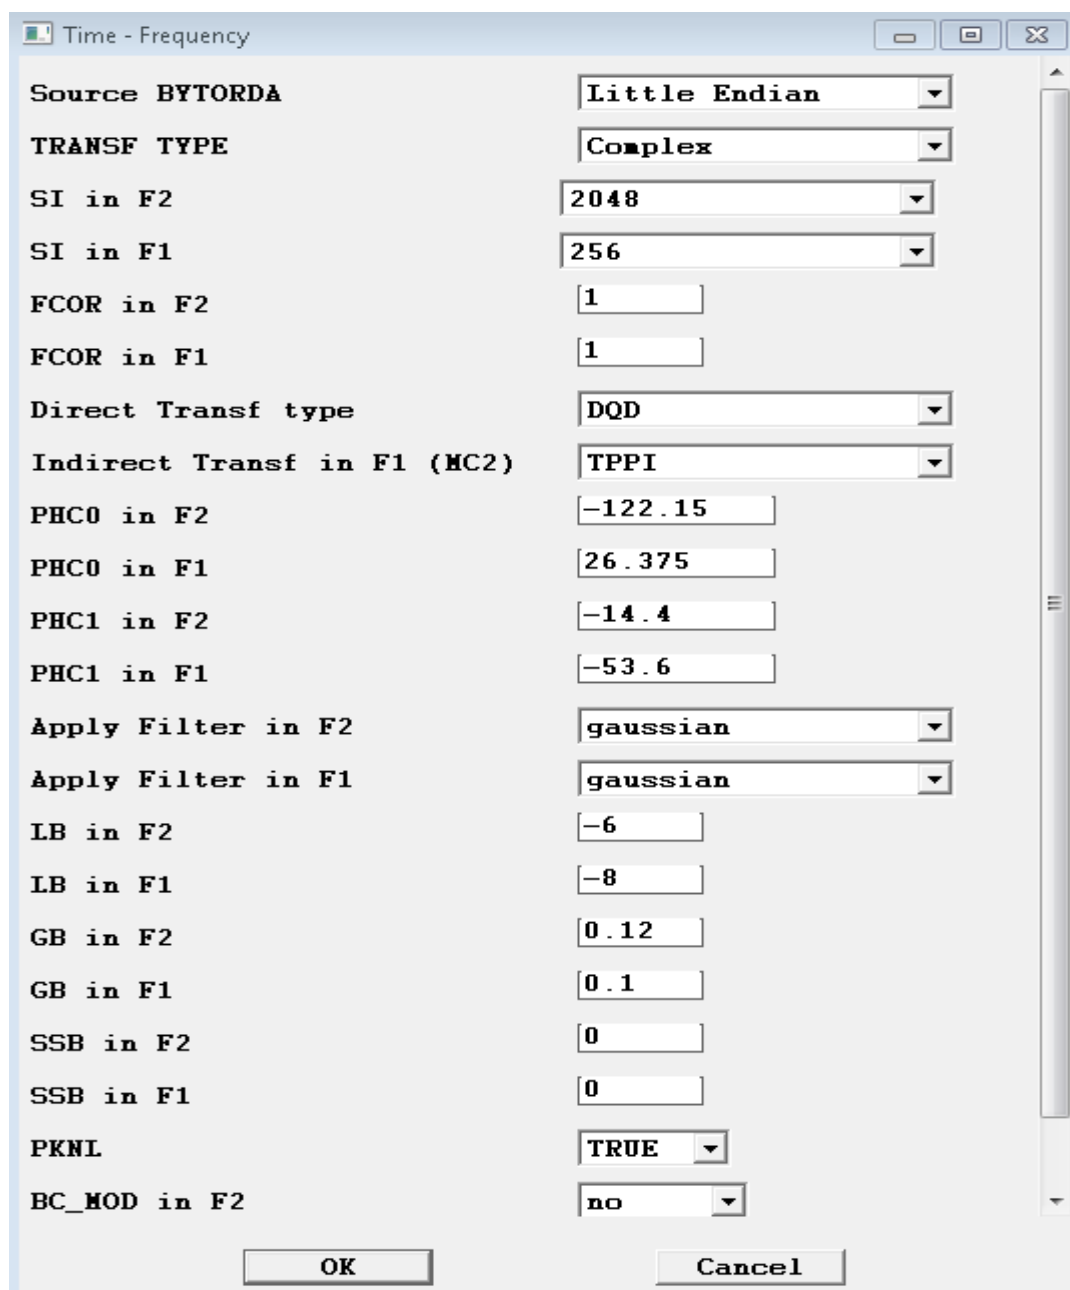 Time - Frequency
Source BYTORDA Little Endian
TRANSF TYPE Complex
SI in F2 2048
SI in F1 256
FCOR in F2 1
FCOR in F1 1
Direct Transf type DQD
Indirect Transf in F1 (MC2) TPPI
PHC0 in F2 -122.15
PHC0 in F1 26.375
PHC1 in F2 -14.4
PHC1 in F1 -53.6
Apply Filter in F2 gaussian
Apply Filter in F1 gaussian
LB in F2 -6
LB in F1 -8
GB in F2 0.12
GB in F1 0.1
SSB in F2 0
SSB in F1 0
PKNL TRUE
BC_MOD in F2 no
OK Cancel